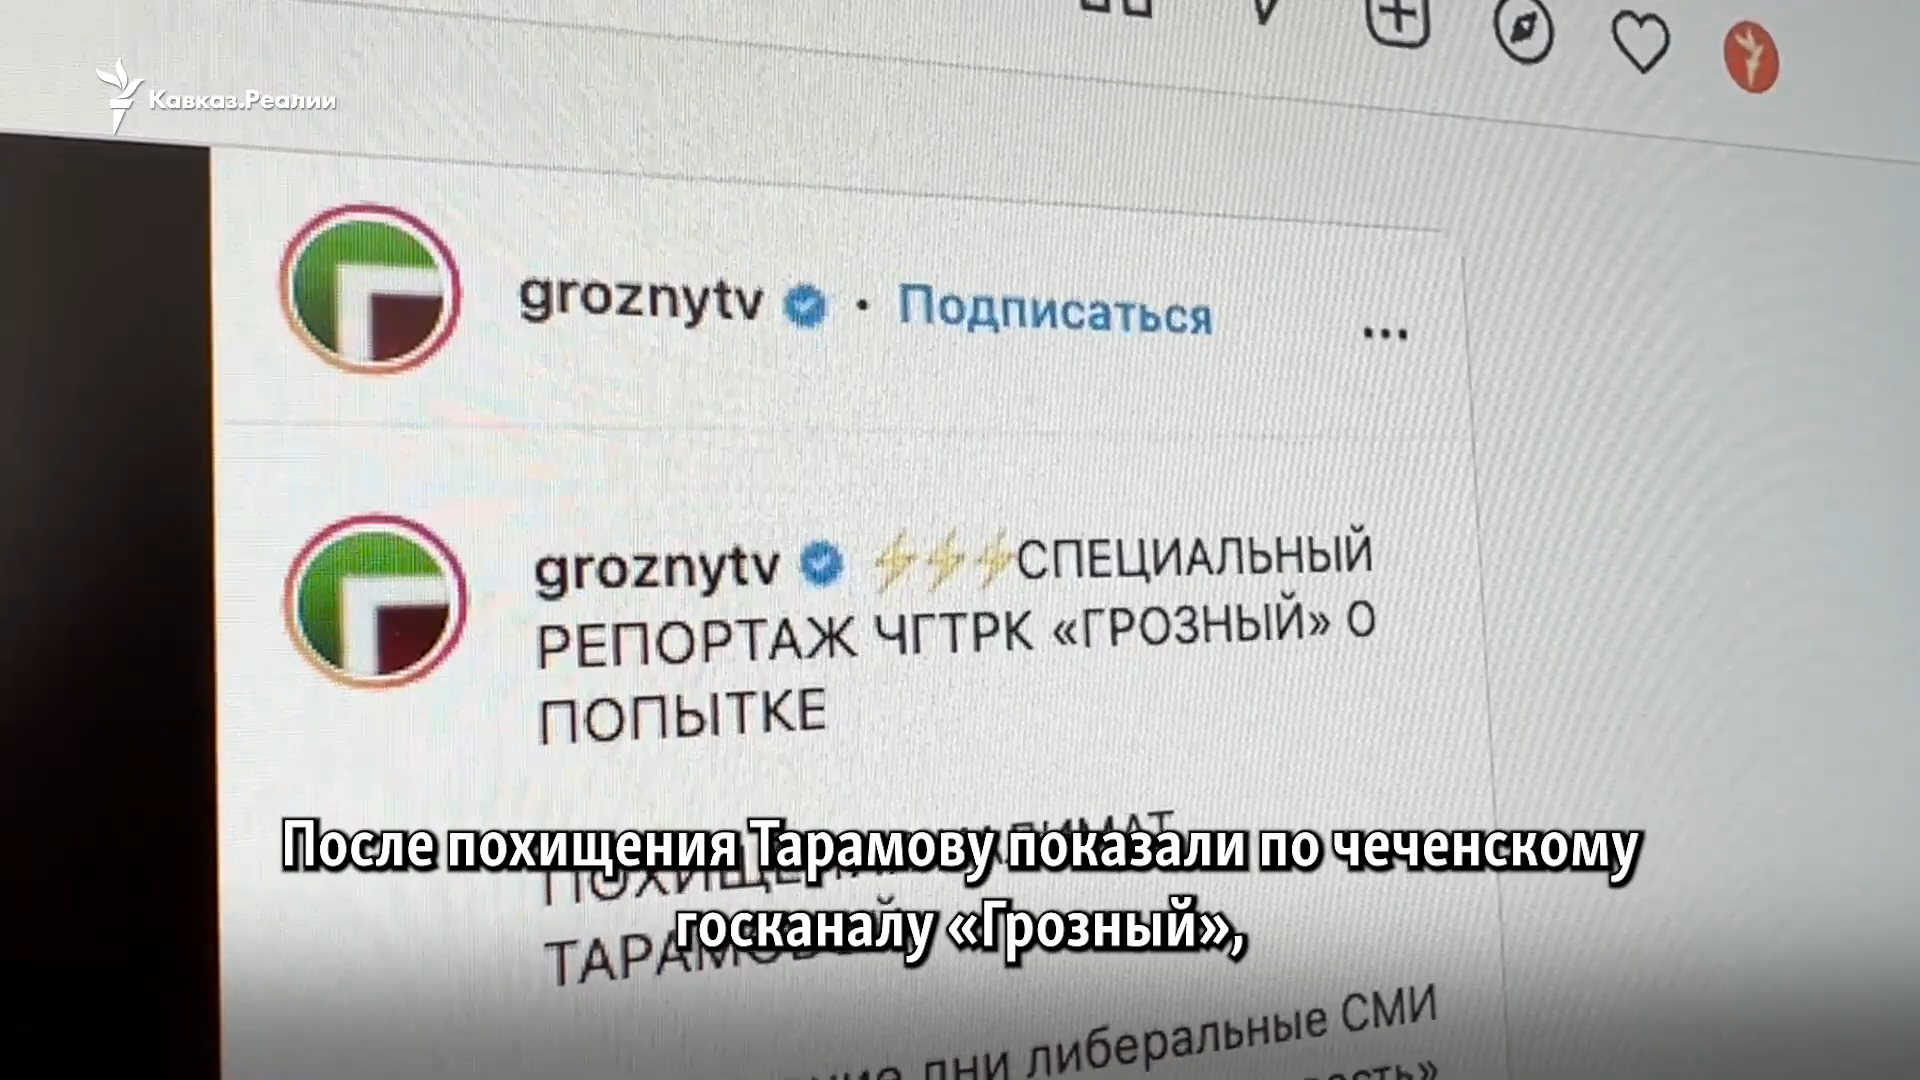 Кавказ.Реалии
groznytv • Подписаться ...
groznytv ⚡⚡⚡СПЕЦИАЛЬНЫЙ
РЕПОРТАЖ ЧГТРК «ГРОЗНЫЙ» О
ПОПЫТКЕ
После похищения Тарамову показали по чеченскому
госканалу «Грозный»,
дни либеральные СМИ